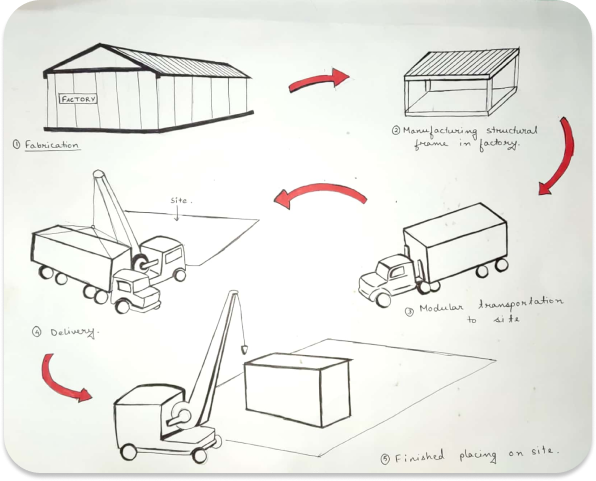 FACTORY
① Fabrication
② Manufacturing structural
frame in factory.
site.
③ Modular transportation
to site
④ Delivery.
⑤ Finished placing on site.